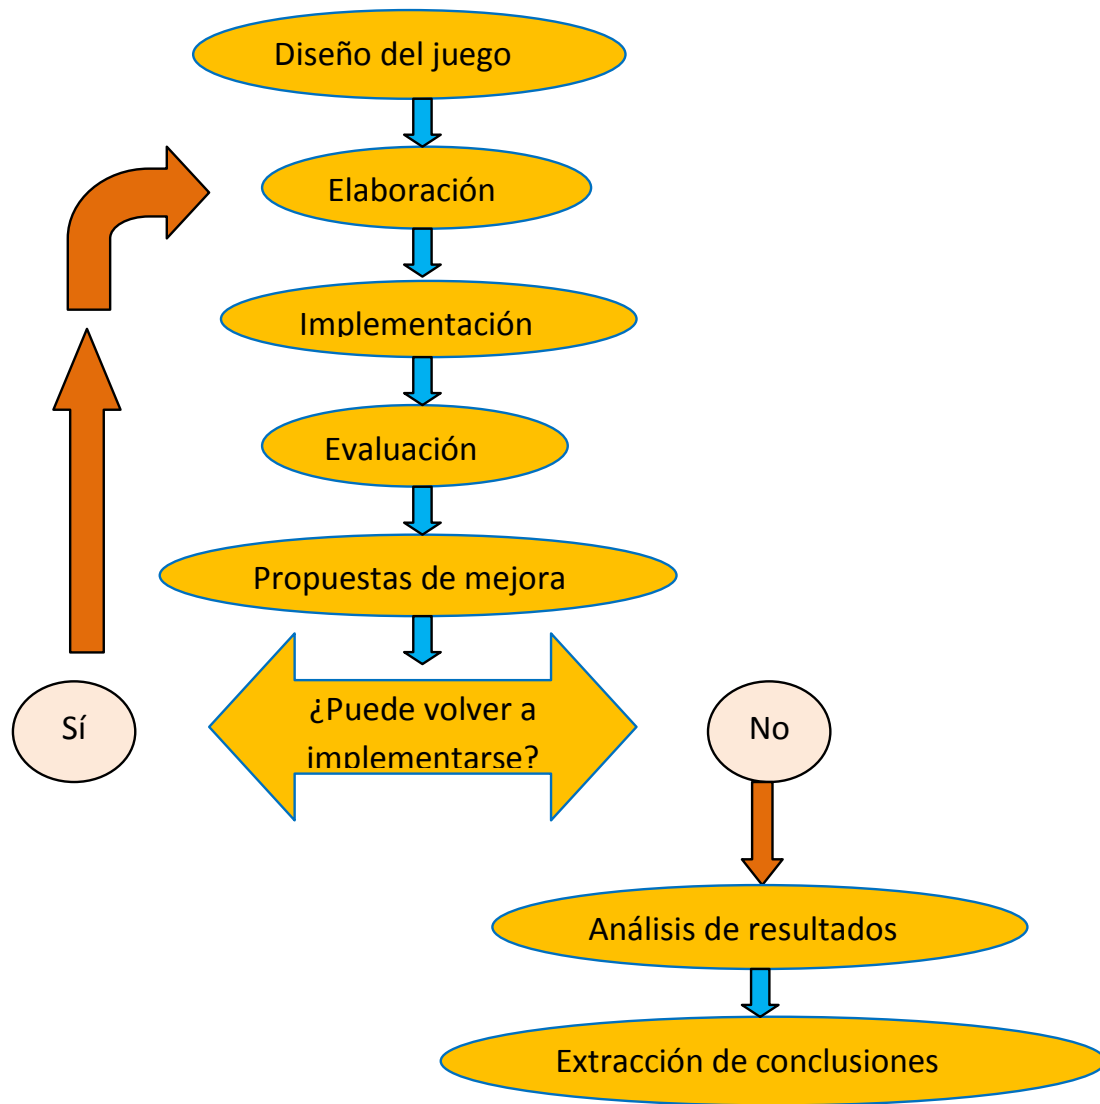 Diseño del juego
Elaboración
Implementación
Evaluación
Propuestas de mejora
¿Puede volver a
implementarse?
Sí
No
Análisis de resultados
Extracción de conclusiones